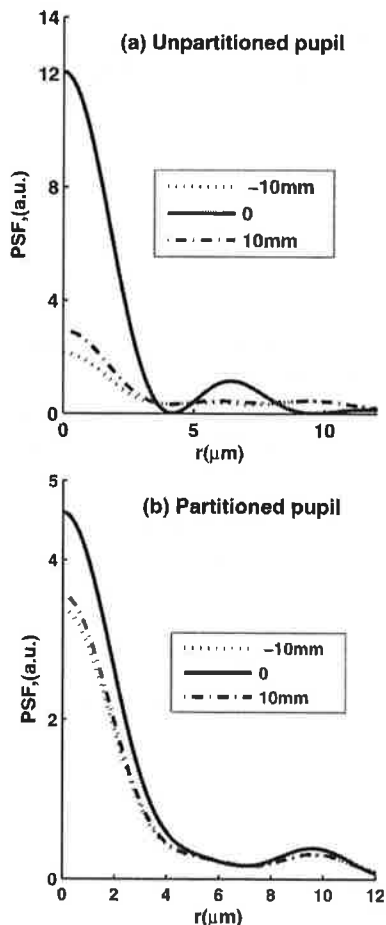 14
(a) Unpartitioned pupil
12
PSF,(a.u.)
8
-10mm
0
10mm
4
0
0 5 10
r(μm)
5
(b) Partitioned pupil
4
PSF,(a.u.)
-10mm
0
10mm
2
0
0 2 4 6 8 10 12
r(μm)